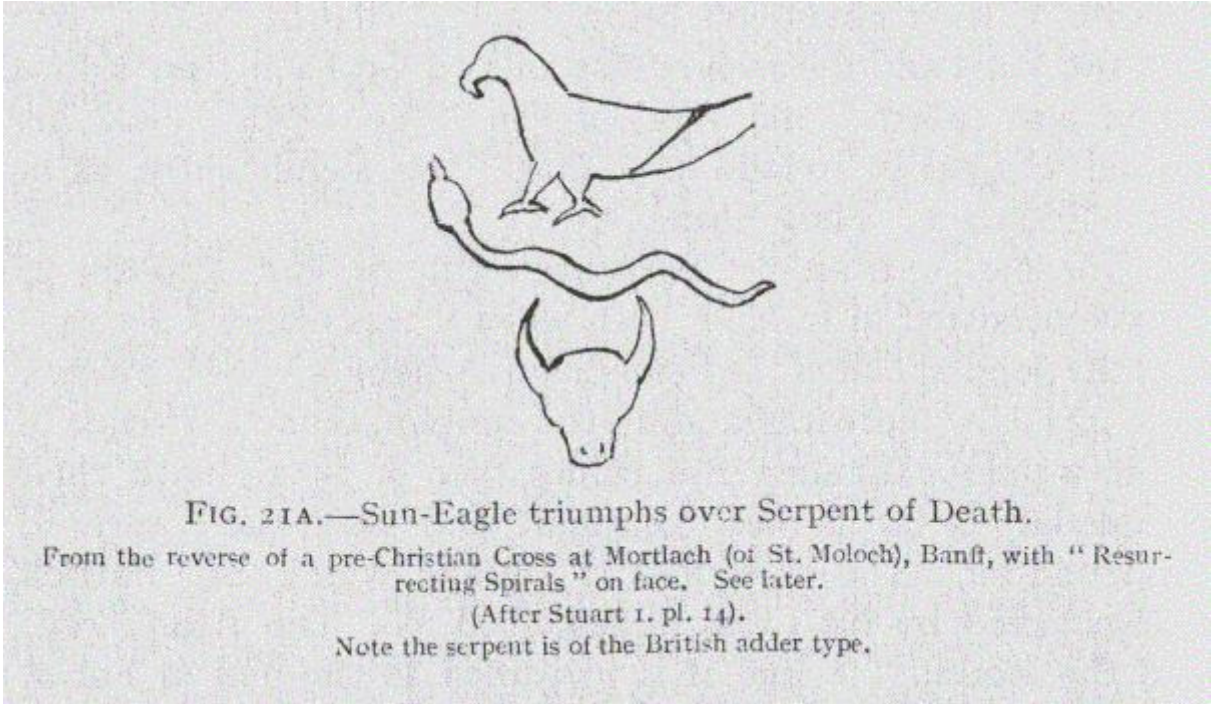 FIG. 21A.—Sun-Eagle triumphs over Serpent of Death.
From the reverse of a pre-Christian Cross at Mortlach (or St. Moloch), Banff, with “ Resur-
recting Spirals ” on face. See later.
(After Stuart 1. pl. 14).
Note the serpent is of the British adder type.